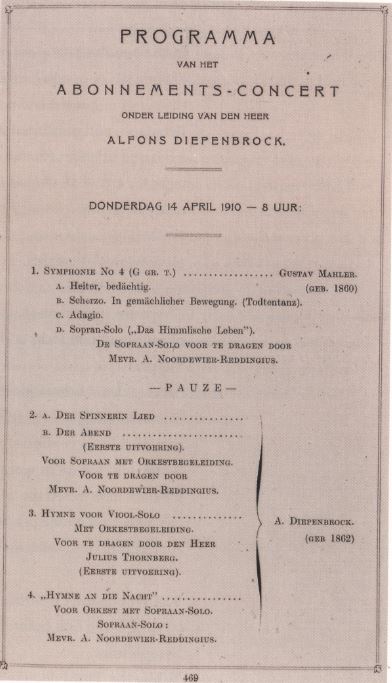 PROGRAMMA
VAN HET
ABONNEMENTS-CONCERT
ONDER LEIDING VAN DEN HEER
ALFONS DIEPENBROCK.
DONDERDAG 14 APRIL 1910 — 8 UUR:
1. SYMPHONIE No 4 (G GR. T.) .................. GUSTAV MAHLER.
A. Heiter, bedächtig. (GEB. 1860)
B. Scherzo. In gemächlicher Bewegung. (Todtentanz).
C. Adagio.
D. Sopran-Solo („Das Himmlische Leben").
DE SOPRAAN-SOLO VOOR TE DRAGEN DOOR
MEVR. A. NOORDEWIER-REDDINGIUS.
— PAUZE —
2. A. DER SPINNERIN LIED ................
B. DER ABEND ........................
(EERSTE UITVOERING).
VOOR SOPRAAN MET ORKESTBEGELEIDING.
VOOR TE DRAGEN DOOR
MEVR. A. NOORDEWIER-REDDINGIUS.
3. HYMNE VOOR VIOOL-SOLO ..............
MET ORKESTBEGELEIDING. A. DIEPENBROCK.
VOOR TE DRAGEN DOOR DEN HEER (GEB 1862)
JULIUS THORNBERG.
(EERSTE UITVOERING).
4. „HYMNE AN DIE NACHT" ................
VOOR ORKEST MET SOPRAAN-SOLO.
SOPRAAN-SOLO :
MEVR. A. NOORDEWIER-REDDINGIUS.
469